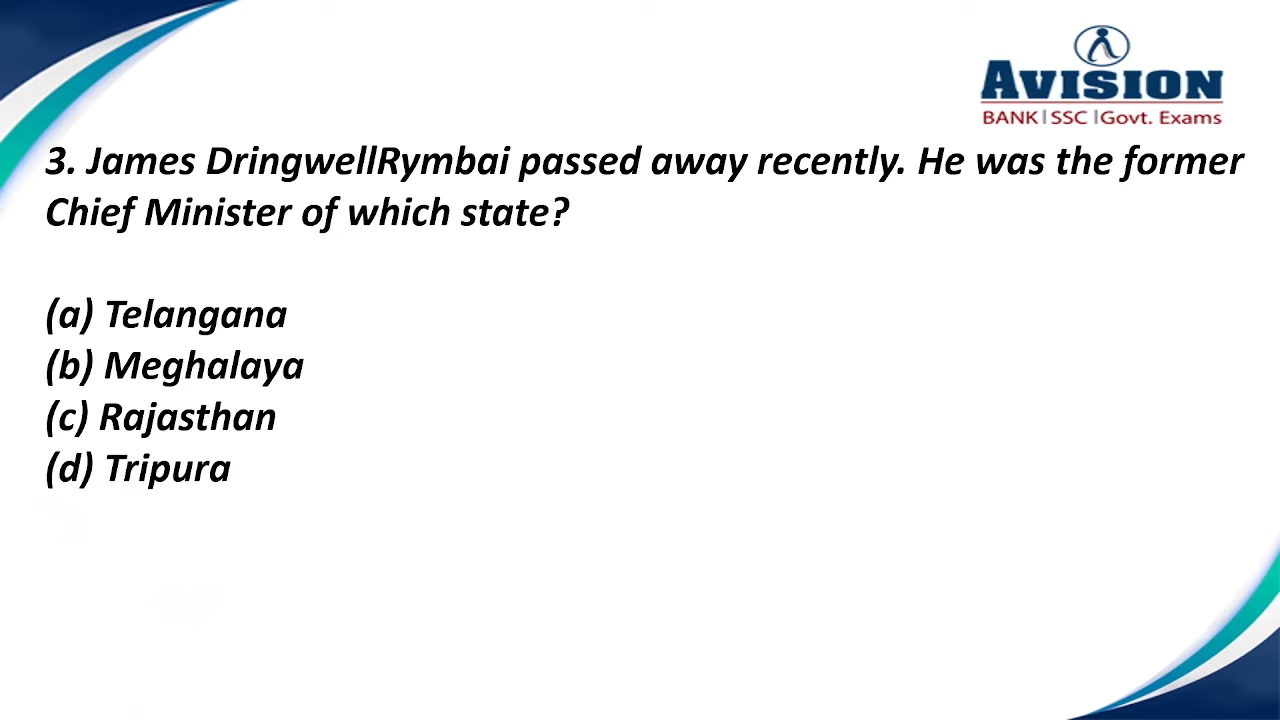 AVISION
BANK|SSC|Govt. Exams
3. James DringwellRymbai passed away recently. He was the former
Chief Minister of which state?
(a) Telangana
(b) Meghalaya
(c) Rajasthan
(d) Tripura